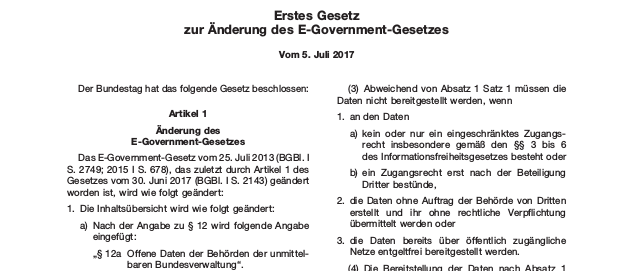 Erstes Gesetz
zur Änderung des E-Government-Gesetzes
Vom 5. Juli 2017
Der Bundestag hat das folgende Gesetz beschlossen:
Artikel 1
Änderung des
E-Government-Gesetzes
Das E-Government-Gesetz vom 25. Juli 2013 (BGBl. I
S. 2749; 2015 I S. 678), das zuletzt durch Artikel 1 des
Gesetzes vom 30. Juni 2017 (BGBl. I S. 2143) geändert
worden ist, wird wie folgt geändert:
1. Die Inhaltsübersicht wird wie folgt geändert:
a) Nach der Angabe zu § 12 wird folgende Angabe
eingefügt:
„§ 12a Offene Daten der Behörden der unmittel-
baren Bundesverwaltung“.
(3) Abweichend von Absatz 1 Satz 1 müssen die
Daten nicht bereitgestellt werden, wenn
1. an den Daten
a) kein oder nur ein eingeschränktes Zugangs-
recht insbesondere gemäß den §§ 3 bis 6
des Informationsfreiheitsgesetzes besteht oder
b) ein Zugangsrecht erst nach der Beteiligung
Dritter bestünde,
2. die Daten ohne Auftrag der Behörde von Dritten
erstellt und ihr ohne rechtliche Verpflichtung
übermittelt werden oder
3. die Daten bereits über öffentlich zugängliche
Netze entgeltfrei bereitgestellt werden.
(4) Die Bereitstellung der Daten nach Absatz 1